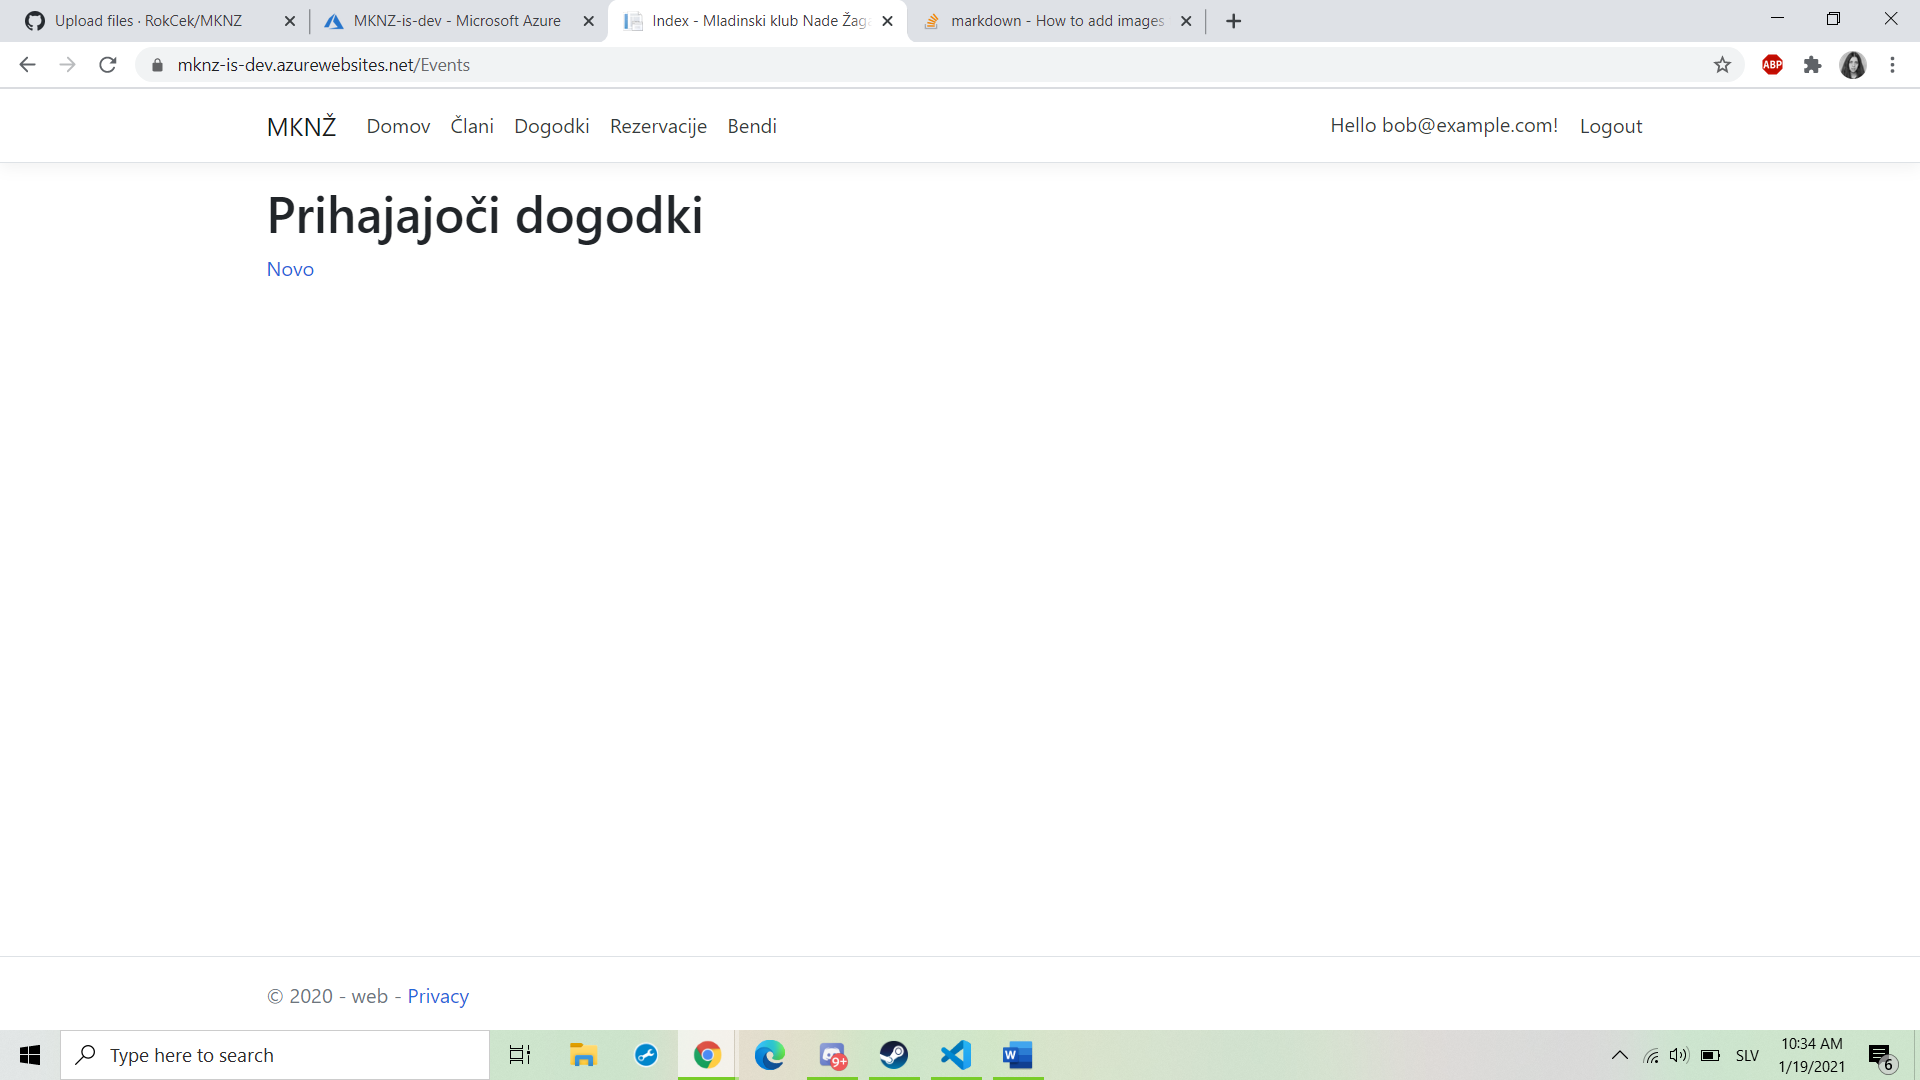 Upload files · RokCek/MKNZ
MKNZ-is-dev - Microsoft Azure
Index - Mladinski klub Nade Žaga
markdown - How to add images
mknz-is-dev.azurewebsites.net/Events
ABP
MKNŽ Domov Člani Dogodki Rezervacije Bendi Hello bob@example.com! Logout
Prihajajoči dogodki
Novo
© 2020 - web - Privacy
Type here to search
9+
W
SLV
10:34 AM
1/19/2021
6